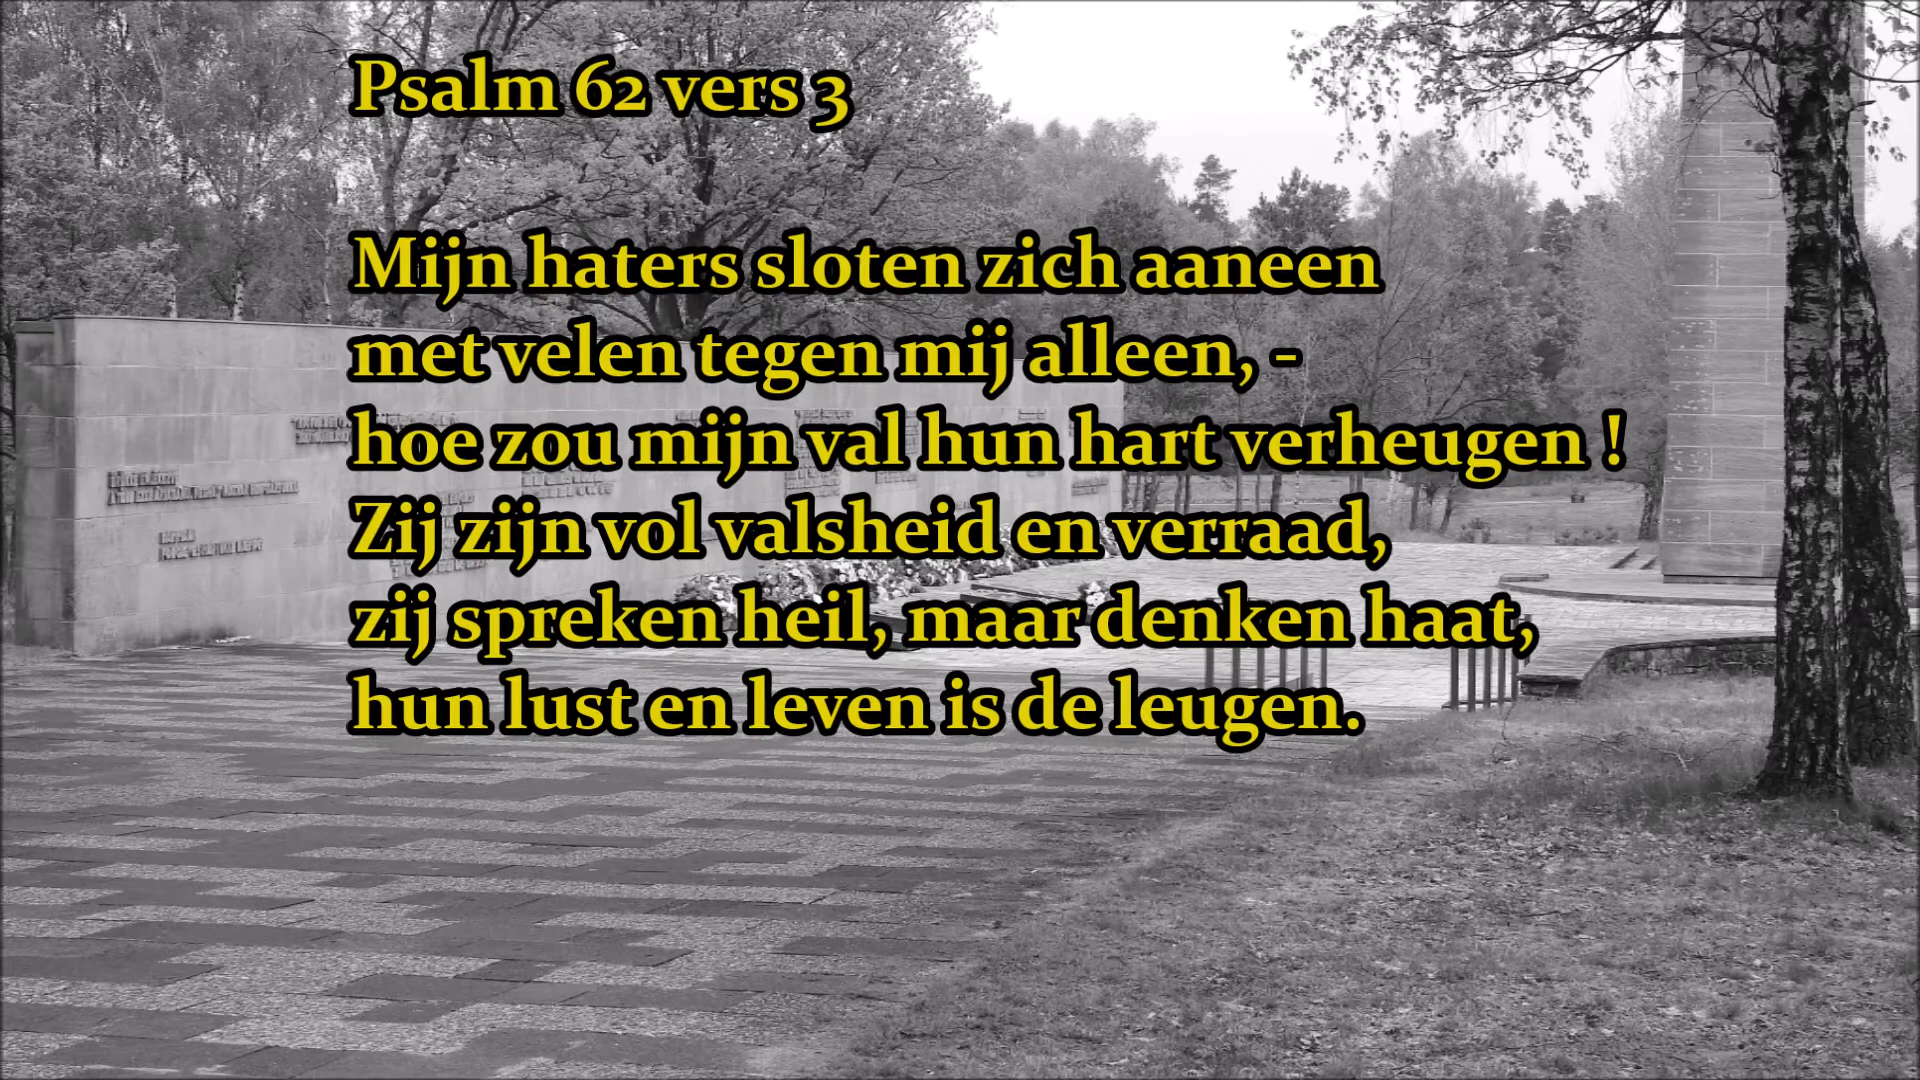 Psalm 62 vers 3
Mijn haters sloten zich aaneen
met velen tegen mij alleen, -
hoe zou mijn val hun hart verheugen !
Zij zijn vol valsheid en verraad,
zij spreken heil, maar denken haat,
hun lust en leven is de leugen.